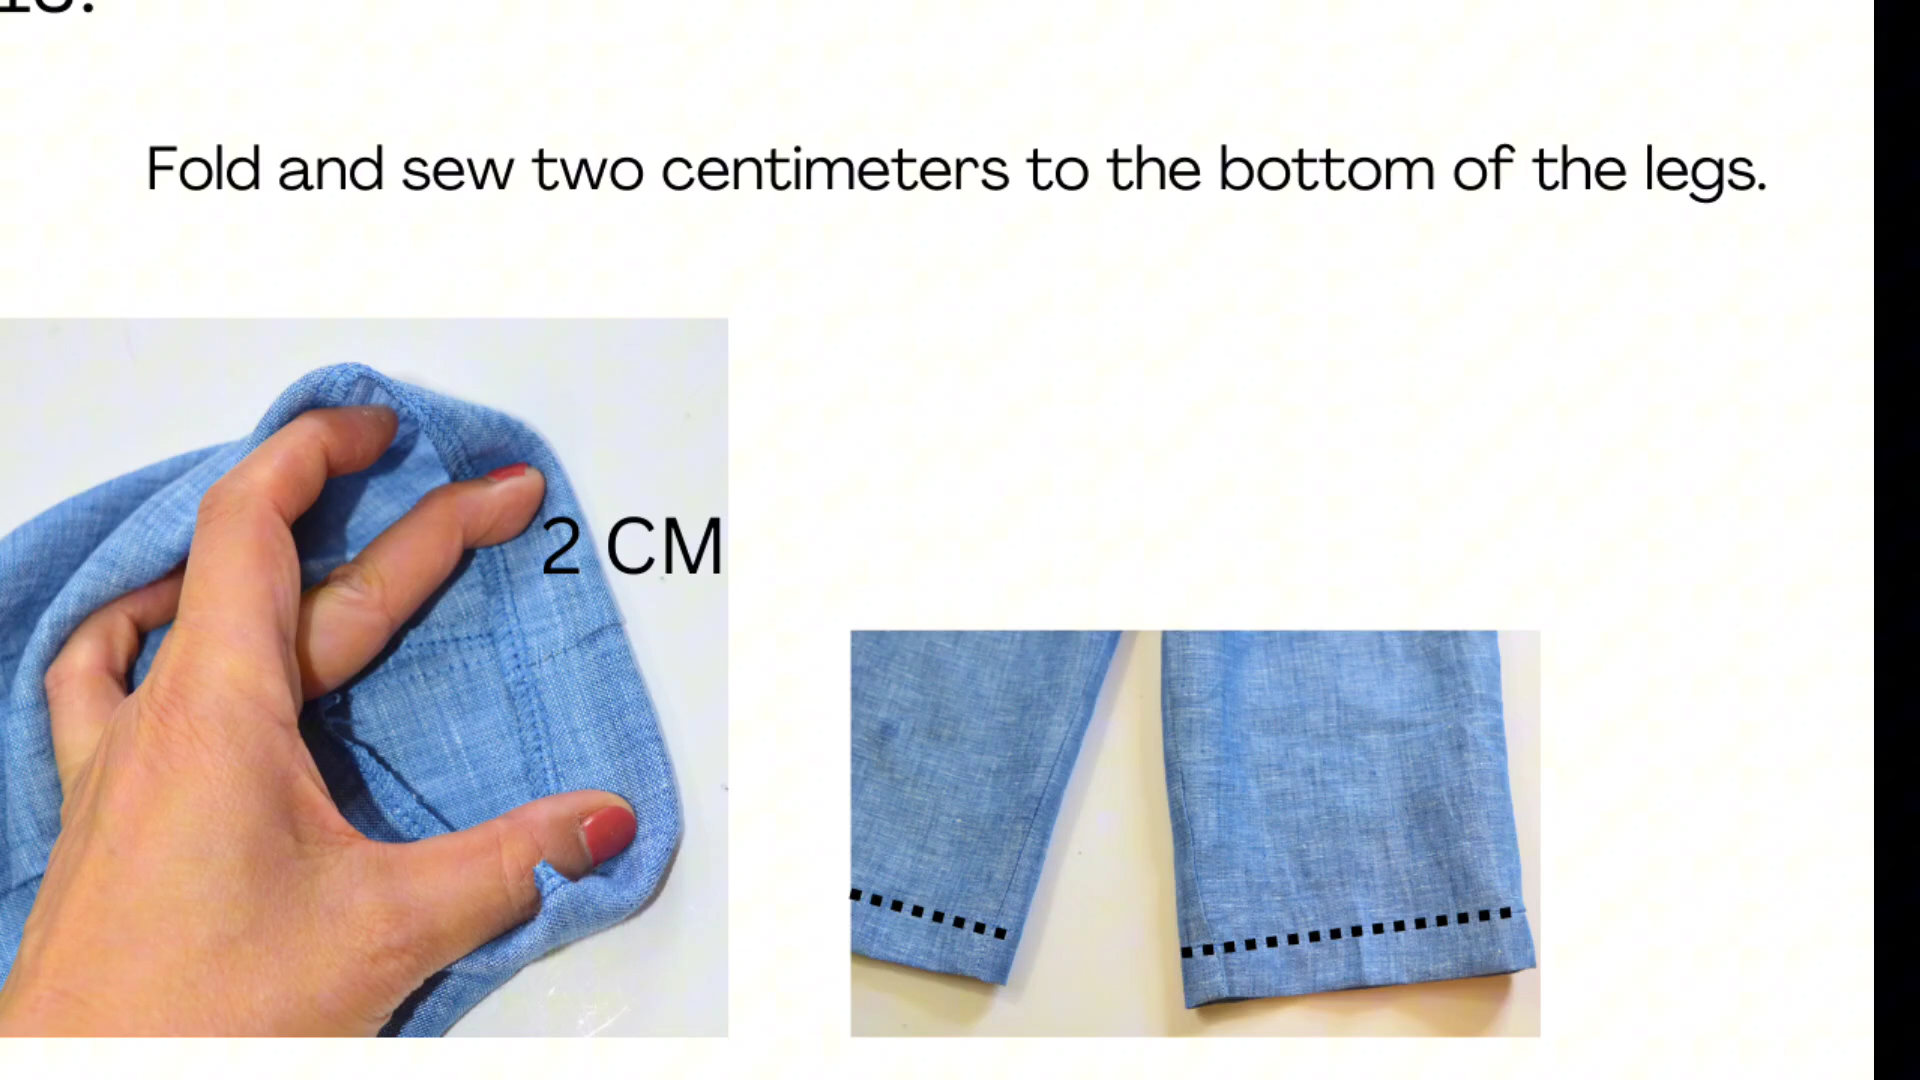 Fold and sew two centimeters to the bottom of the legs.
2 CM